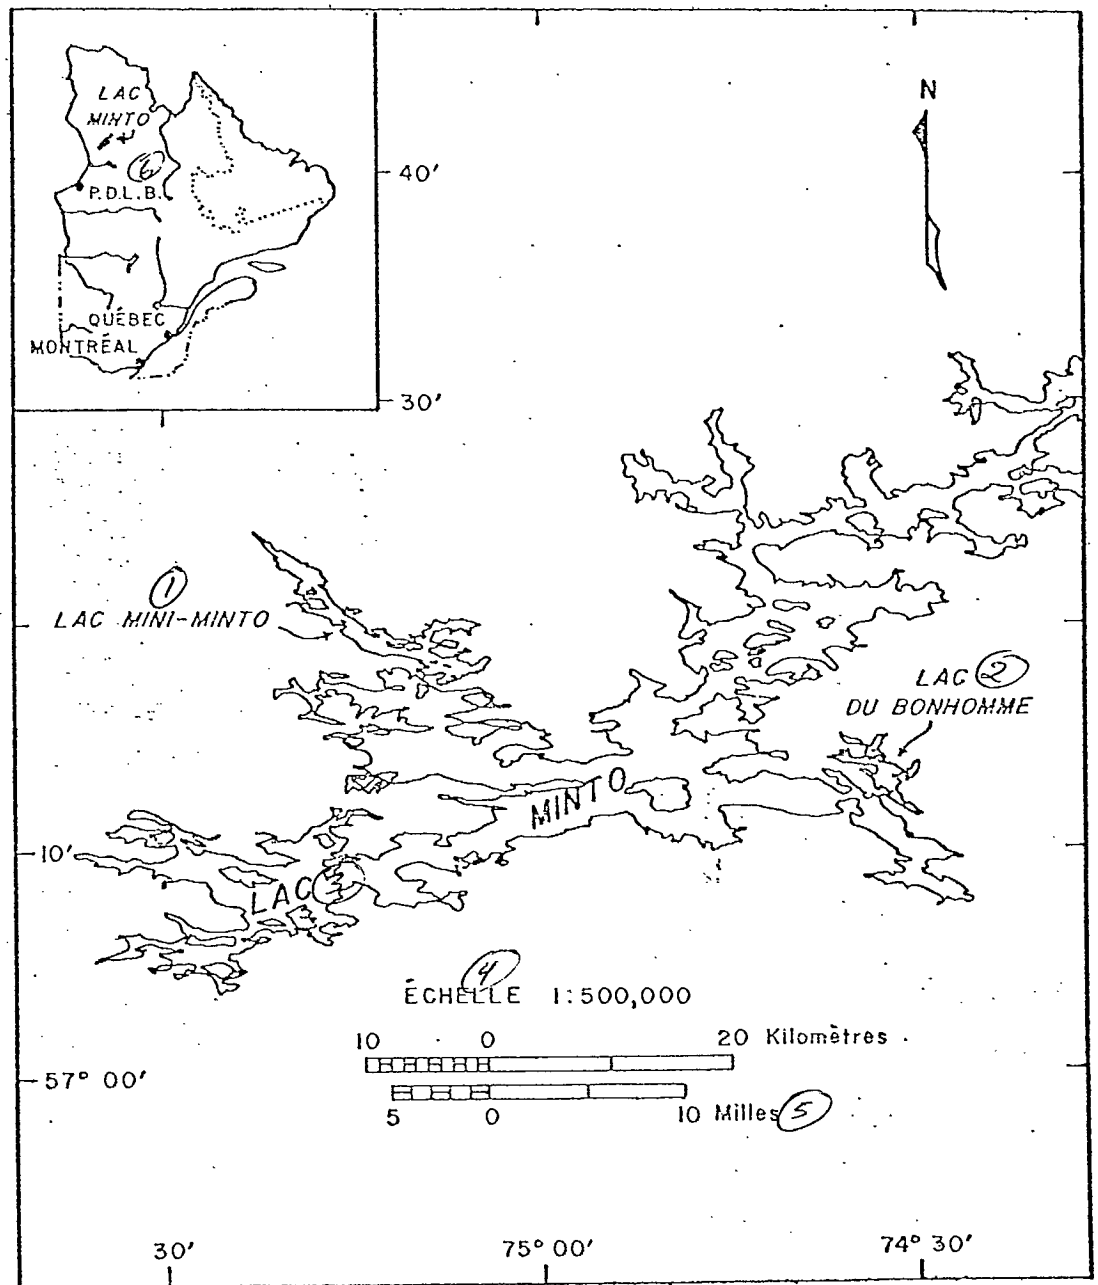 LAC
MINTO
6
P.D.L.B.
QUÉBEC
MONTRÉAL
N
40'
30'
1
LAC MINI-MINTO
LAC 2
DU BONHOMME
MINTO
10'
LAC 3
4
ÉCHELLE 1:500,000
10 0 20 Kilomètres
57° 00'
5 0 10 Milles 5
30' 75° 00' 74° 30'